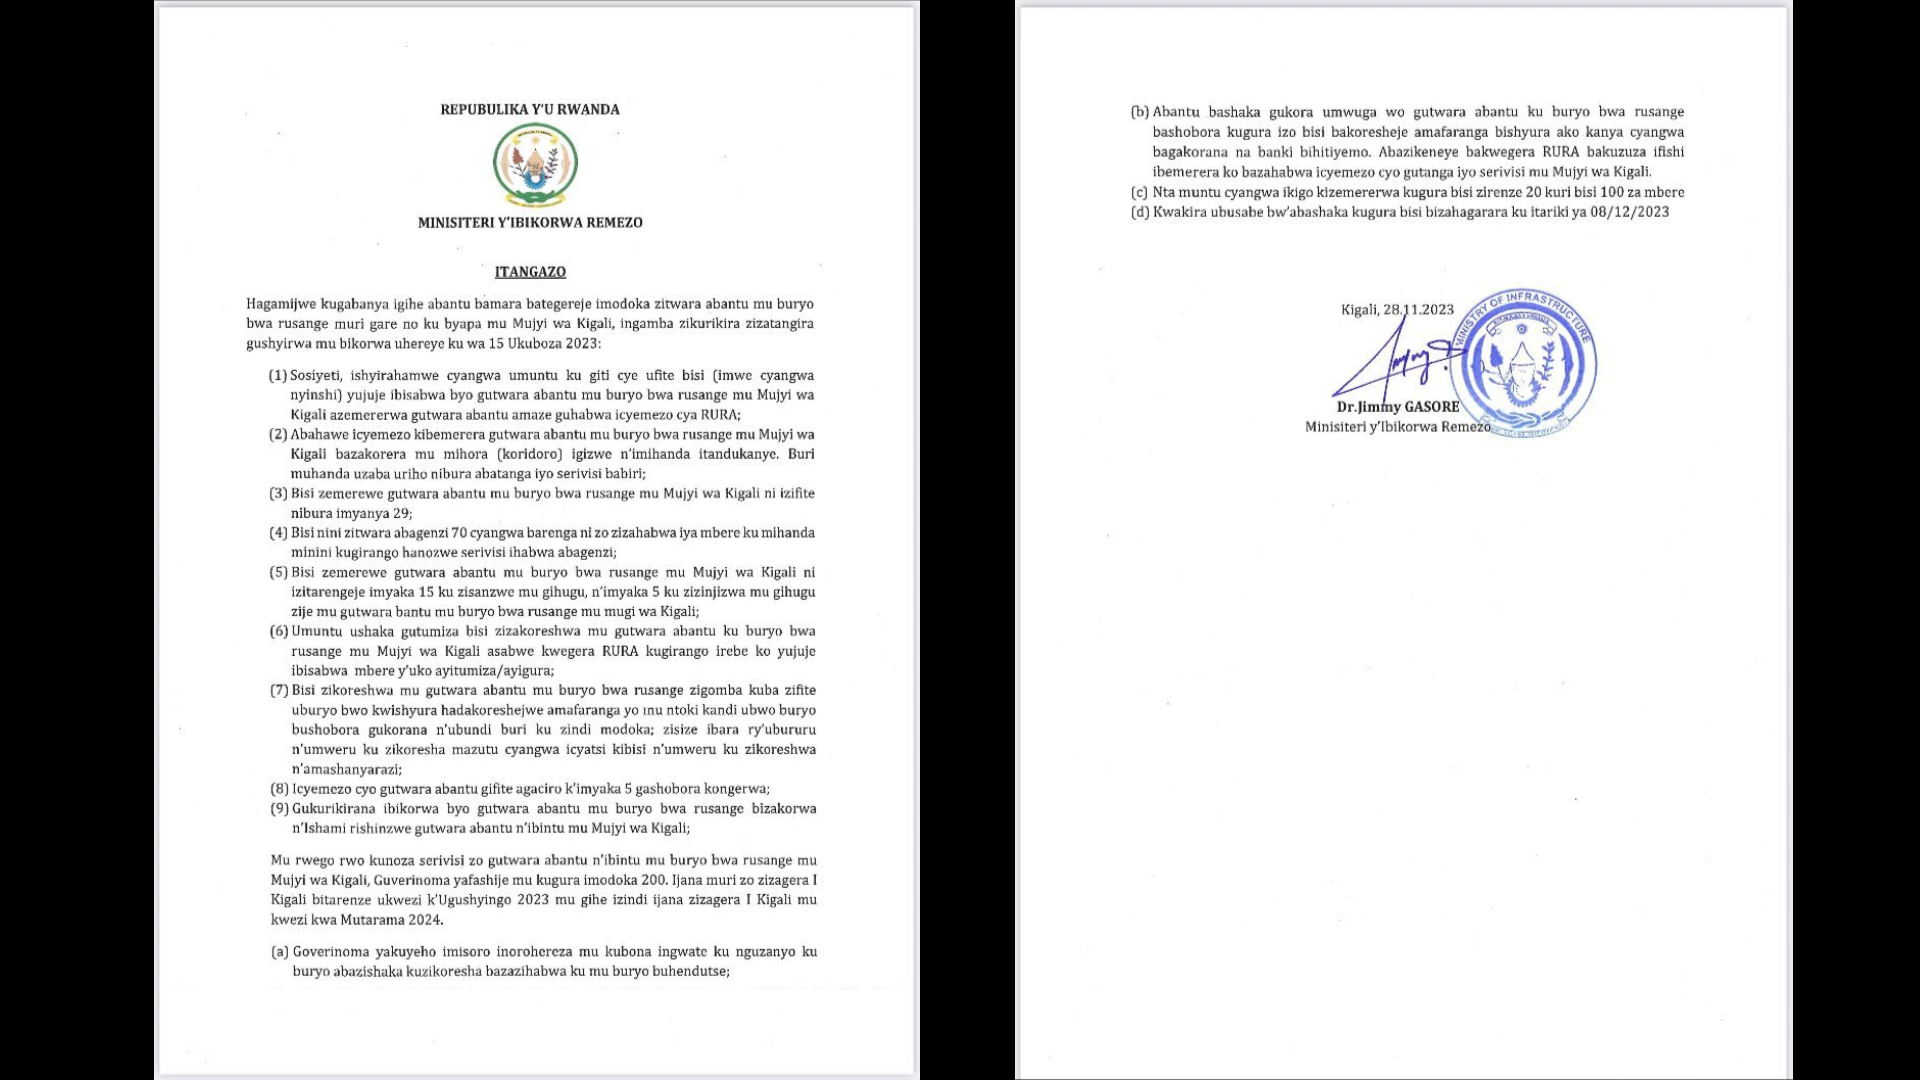 REPUBULIKA Y'U RWANDA
MINISITERI Y'IBIKORWA REMEZO
ITANGAZO
Hagamijwe kugabanya igihe abantu bamara bategereje imodoka zitwara abantu mu buryo
bwa rusange muri gare no ku byapa mu Mujyi wa Kigali, ingamba zikurikira zizatangira
gushyirwa mu bikorwa uhereye ku wa 15 Ukuboza 2023:
(1) Sosiyeti, ishyirahamwe cyangwa umuntu ku giti cye ufite bisi (imwe cyangwa
nyinshi) yujuje ibisabwa byo gutwara abantu mu buryo bwa rusange mu Mujyi wa
Kigali azemererwa gutwara abantu amaze guhabwa icyemezo cya RURA;
(2) Abahawe icyemezo kibemerera gutwara abantu mu buryo bwa rusange mu Mujyi wa
Kigali bazakorera mu mihora (koridoro) igizwe n'imihanda itandukanye. Buri
muhanda uzaba uriho nibura abatanga iyo serivisi babiri;
(3) Bisi zemerewe gutwara abantu mu buryo bwa rusange mu Mujyi wa Kigali ni izifite
nibura imyanya 29;
(4) Bisi nini zitwara abagenzi 70 cyangwa barenga ni zo zizahabwa iya mbere ku mihanda
minini kugirango hanozwe serivisi ihabwa abagenzi;
(5) Bisi zemerewe gutwara abantu mu buryo bwa rusange mu Mujyi wa Kigali ni
izitarengeje imyaka 15 ku zisanzwe mu gihugu, n'imyaka 5 ku zizinjizwa mu gihugu
zije mu gutwara bantu mu buryo bwa rusange mu mugi wa Kigali;
(6) Umuntu ushaka gutumiza bisi zizakoreshwa mu gutwara abantu ku buryo bwa
rusange mu Mujyi wa Kigali asabwe kwegera RURA kugirango irebe ko yujuje
ibisabwa mbere y'uko ayitumiza/ayigura;
(7) Bisi zikoreshwa mu gutwara abantu mu buryo bwa rusange zigomba kuba zifite
uburyo bwo kwishyura hadakoreshejwe amafaranga yo mu ntoki kandi ubwo buryo
bushobora gukorana n'ubundi buri ku zindi modoka; zisize ibara ry'ubururu
n'umweru ku zikoresha mazutu cyangwa icyatsi kibisi n'umweru ku zikoreshwa
n'amashanyarazi;
(8) Icyemezo cyo gutwara abantu gifite agaciro k'imyaka 5 gashobora kongerwa;
(9) Gukurikirana ibikorwa byo gutwara abantu mu buryo bwa rusange bizakorwa
n'Ishami rishinzwe gutwara abantu n'ibintu mu Mujyi wa Kigali;
Mu rwego rwo kunoza serivisi zo gutwara abantu n'ibintu mu buryo bwa rusange mu
Mujyi wa Kigali, Guverinoma yafashije mu kugura imodoka 200. Ijana muri zo zizagera I
Kigali bitarenze ukwezi k'Ugushyingo 2023 mu gihe izindi ijana zizagera I Kigali mu
kwezi kwa Mutarama 2024.
(a) Goverinoma yakuyeho imisoro inorohereza mu kubona ingwate ku nguzanyo ku
buryo abazishaka kuzikoresha bazazihabwa ku mu buryo buhendutse;
(b) Abantu bashaka gukora umwuga wo gutwara abantu ku buryo bwa rusange
bashobora kugura izo bisi bakoresheje amafaranga bishyura ako kanya cyangwa
bagakorana na banki bihitiyemo. Abazikeneye bakwegera RURA bakuzuza ifishi
ibemerera ko bazahabwa icyemezo cyo gutanga iyo serivisi mu Mujyi wa Kigali.
(c) Nta muntu cyangwa ikigo kizemererwa kugura bisi zirenze 20 kuri bisi 100 za mbere
(d) Kwakira ubusabe bw'abashaka kugura bisi bizahagarara ku itariki ya 08/12/2023
Kigali, 28.11.2023
MINISTRY OF INFRASTRUCTURE
Dr.Jimmy GASORE
Minisiteri y'Ibikorwa Remezo